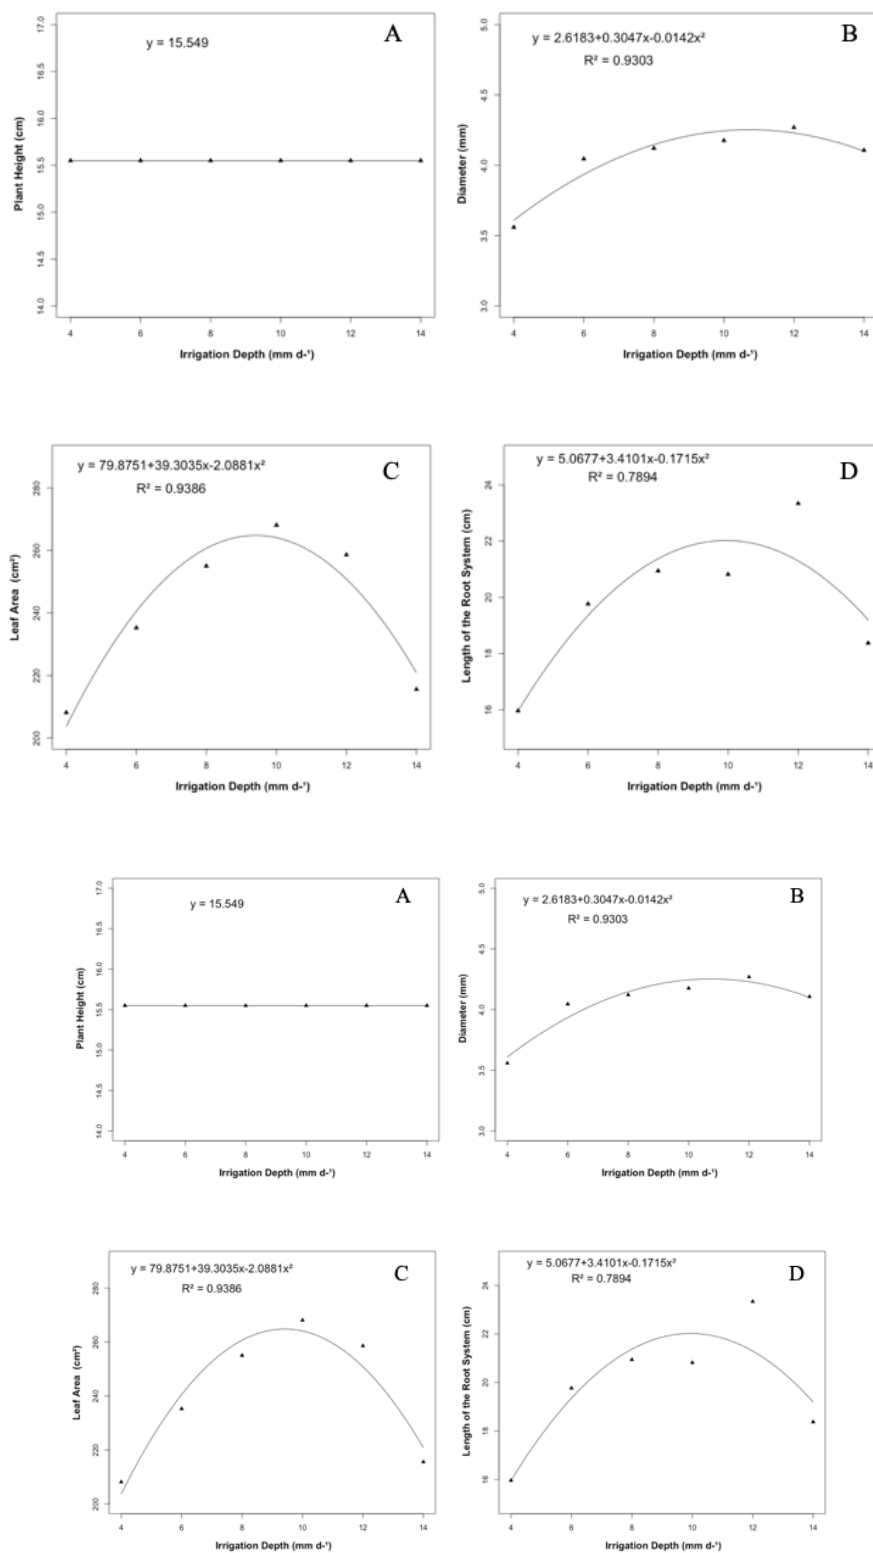 A
y = 15.549
17.0
16.5
16.0
15.5
15.0
14.5
14.0
Plant Height (cm)
4 6 8 10 12 14
Irrigation Depth (mm d-¹)
B
y = 2.6183+0.3047x-0.0142x²
R² = 0.9303
5.0
4.5
4.0
3.5
3.0
Diameter (mm)
4 6 8 10 12 14
Irrigation Depth (mm d-¹)
C
y = 79.8751+39.3035x-2.0881x²
R² = 0.9386
280
260
240
220
200
Leaf Area (cm²)
4 6 8 10 12 14
Irrigation Depth (mm d-¹)
D
y = 5.0677+3.4101x-0.1715x²
R² = 0.7894
24
22
20
18
16
Length of the Root System (cm)
4 6 8 10 12 14
Irrigation Depth (mm d-¹)
A
y = 15.549
17.0
16.5
16.0
15.5
15.0
14.5
14.0
Plant Height (cm)
4 6 8 10 12 14
Irrigation Depth (mm d-¹)
B
y = 2.6183+0.3047x-0.0142x²
R² = 0.9303
5.0
4.5
4.0
3.5
3.0
Diameter (mm)
4 6 8 10 12 14
Irrigation Depth (mm d-¹)
C
y = 79.8751+39.3035x-2.0881x²
R² = 0.9386
280
260
240
220
200
Leaf Area (cm²)
4 6 8 10 12 14
Irrigation Depth (mm d-¹)
D
y = 5.0677+3.4101x-0.1715x²
R² = 0.7894
24
22
20
18
16
Length of the Root System (cm)
4 6 8 10 12 14
Irrigation Depth (mm d-¹)